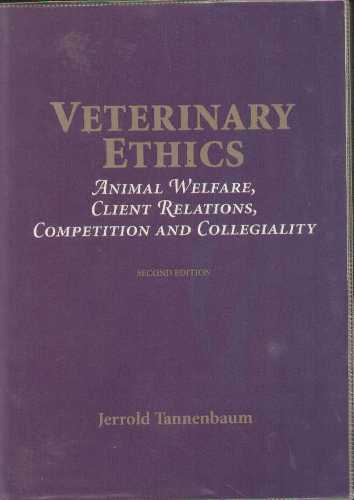 VETERINARY
ETHICS
ANIMAL WELFARE,
CLIENT RELATIONS,
COMPETITION AND COLLEGIALITY
SECOND EDITION
Jerrold Tannenbaum